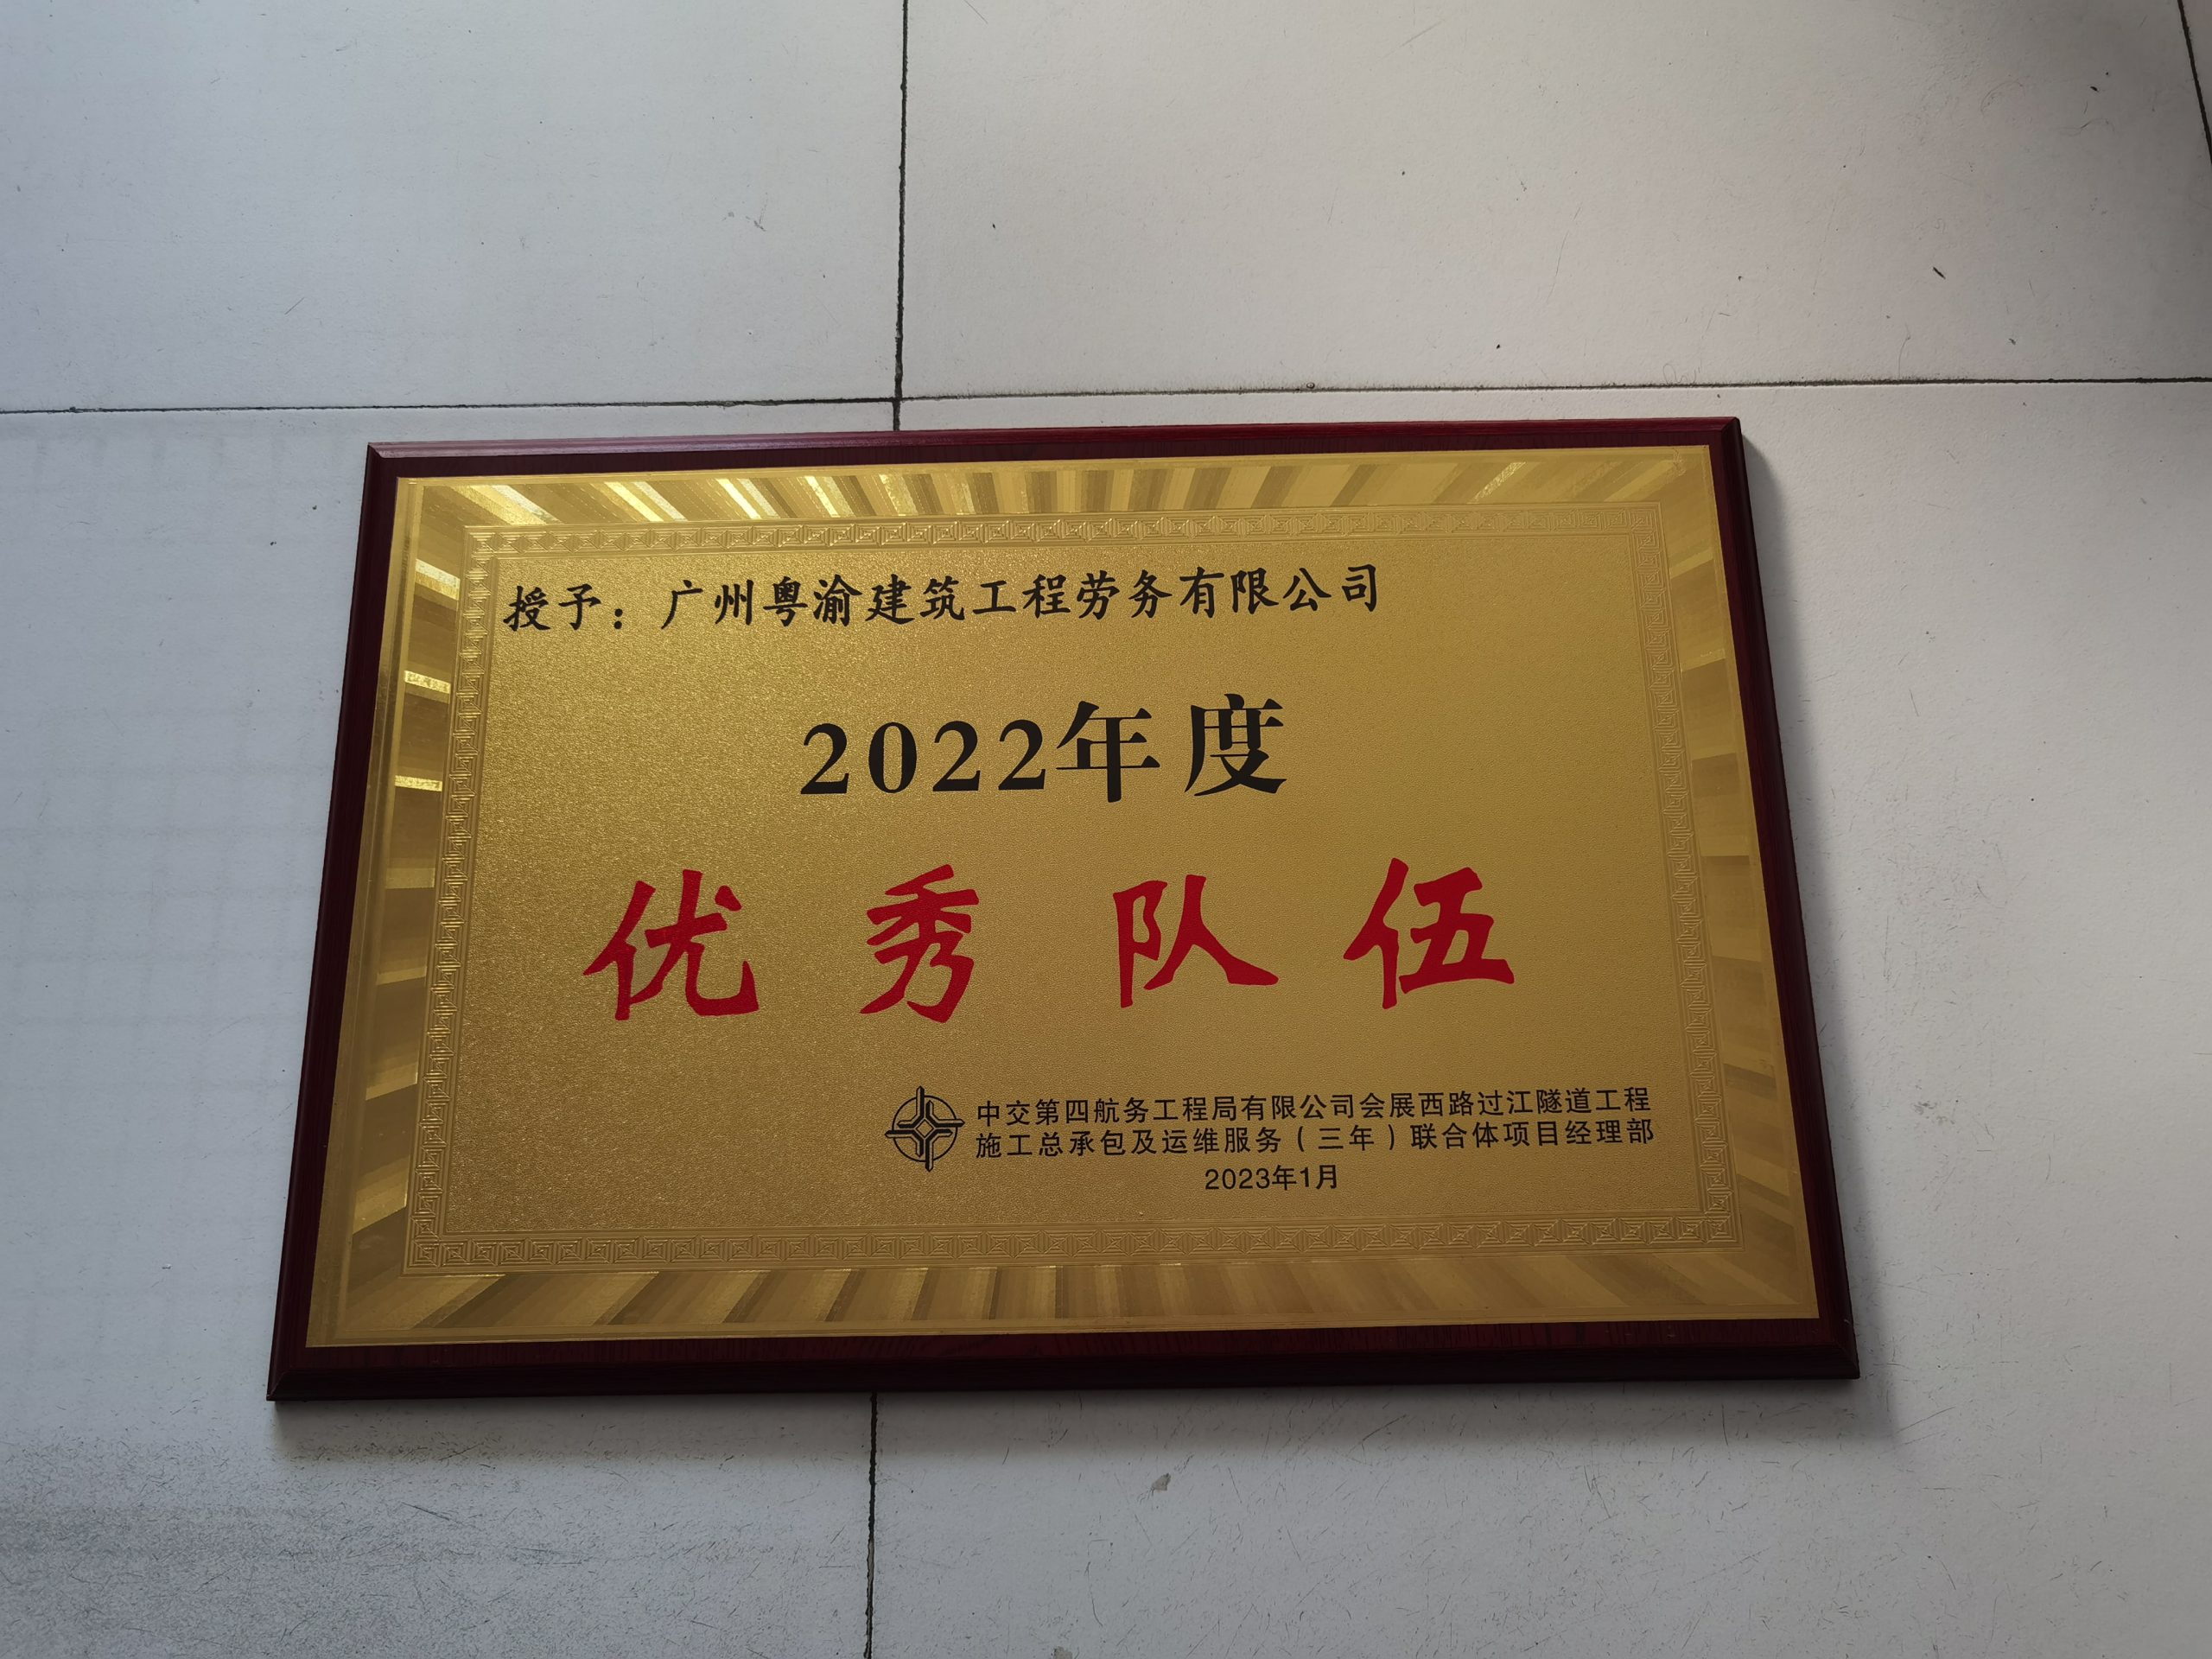 授予：广州粤渝建筑工程劳务有限公司
2022年度
优秀队伍
中交第四航务工程局有限公司会展西路过江隧道工程
施工总承包及运维服务（三年）联合体项目经理部
2023年1月